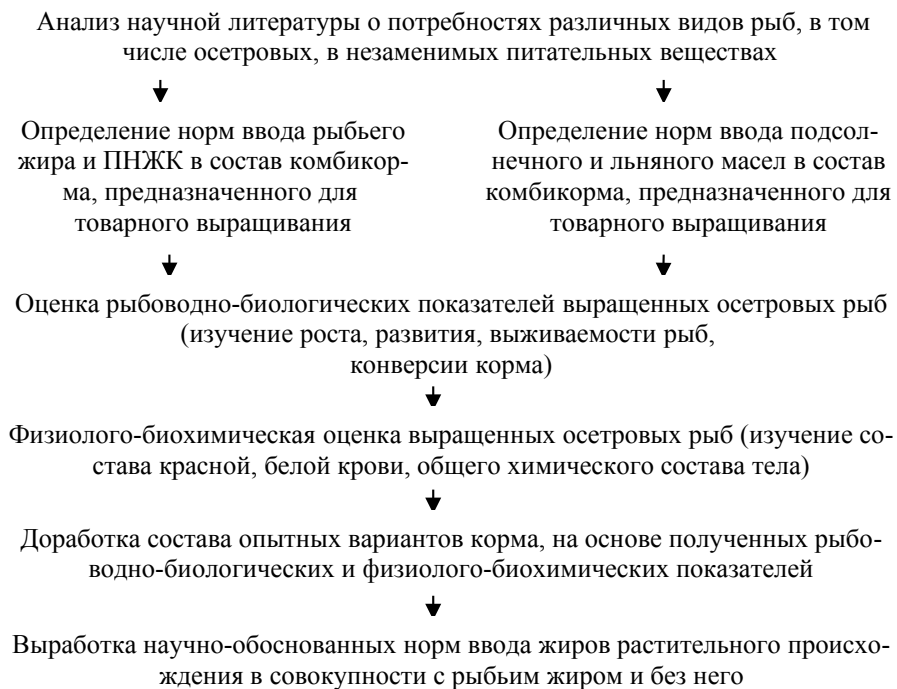 Анализ научной литературы о потребностях различных видов рыб, в том
числе осетровых, в незаменимых питательных веществах
Определение норм ввода рыбьего
жира и ПНЖК в состав комбикор-
ма, предназначенного для
товарного выращивания
Определение норм ввода подсол-
нечного и льняного масел в состав
комбикорма, предназначенного для
товарного выращивания
Оценка рыбоводно-биологических показателей выращенных осетровых рыб
(изучение роста, развития, выживаемости рыб,
конверсии корма)
Физиолого-биохимическая оценка выращенных осетровых рыб (изучение со-
става красной, белой крови, общего химического состава тела)
Доработка состава опытных вариантов корма, на основе полученных рыбо-
водно-биологических и физиолого-биохимических показателей
Выработка научно-обоснованных норм ввода жиров растительного происхо-
ждения в совокупности с рыбьим жиром и без него